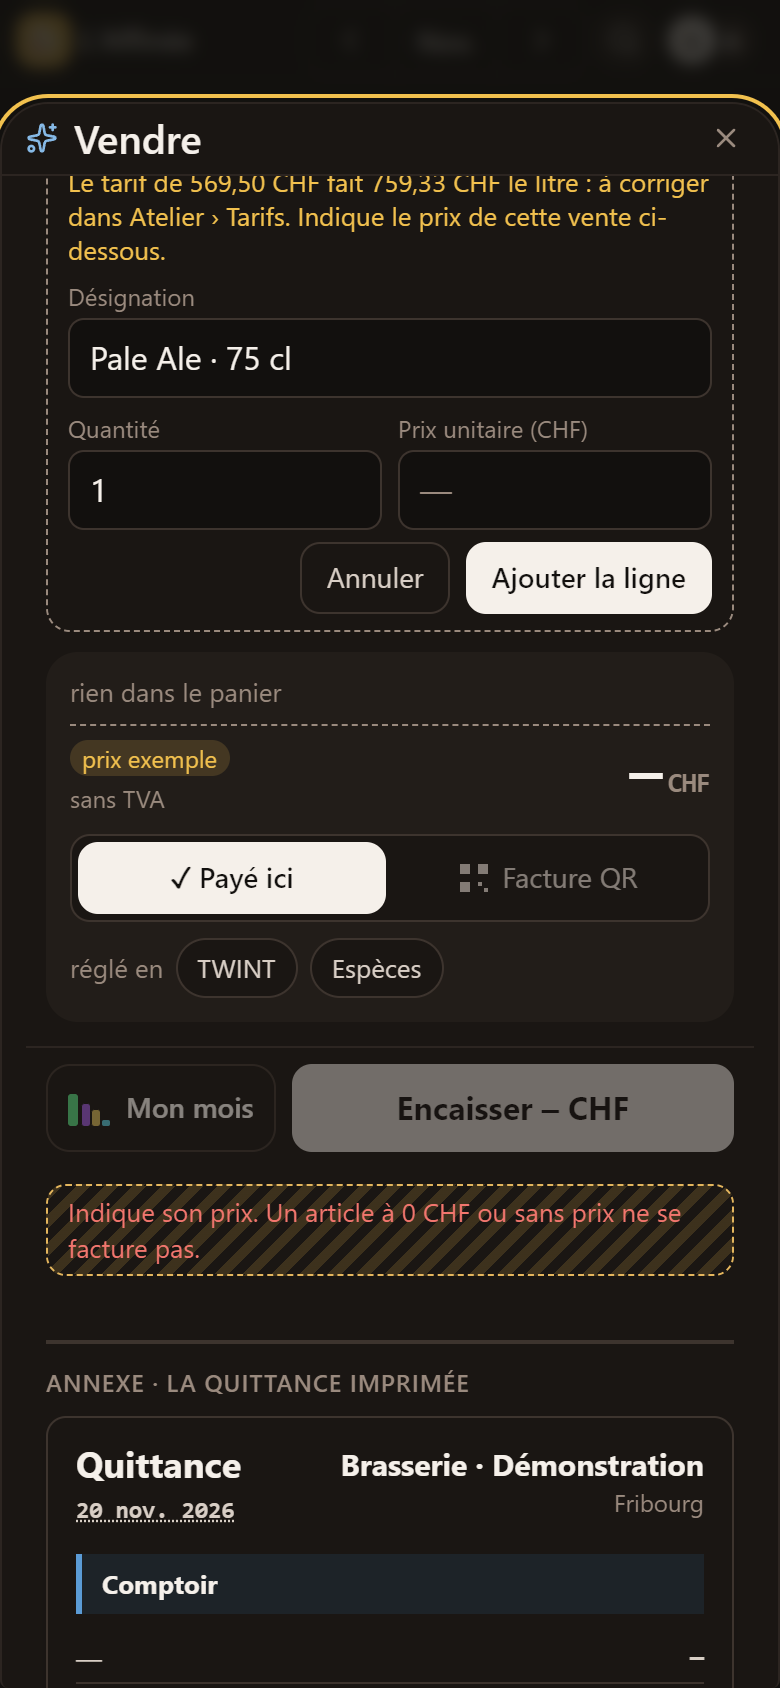 Vendre
Le tarif de 569,50 CHF fait 759,33 CHF le litre : à corriger
dans Atelier › Tarifs. Indique le prix de cette vente ci-
dessous.
Désignation
Pale Ale · 75 cl
Quantité
Prix unitaire (CHF)
1
—
Annuler
Ajouter la ligne
rien dans le panier
prix exemple
sans TVA
— CHF
✓ Payé ici
Facture QR
réglé en
TWINT
Espèces
Mon mois
Encaisser – CHF
Indique son prix. Un article à 0 CHF ou sans prix ne se
facture pas.
ANNEXE · LA QUITTANCE IMPRIMÉE
Quittance
Brasserie · Démonstration
20 nov. 2026
Fribourg
Comptoir
— –